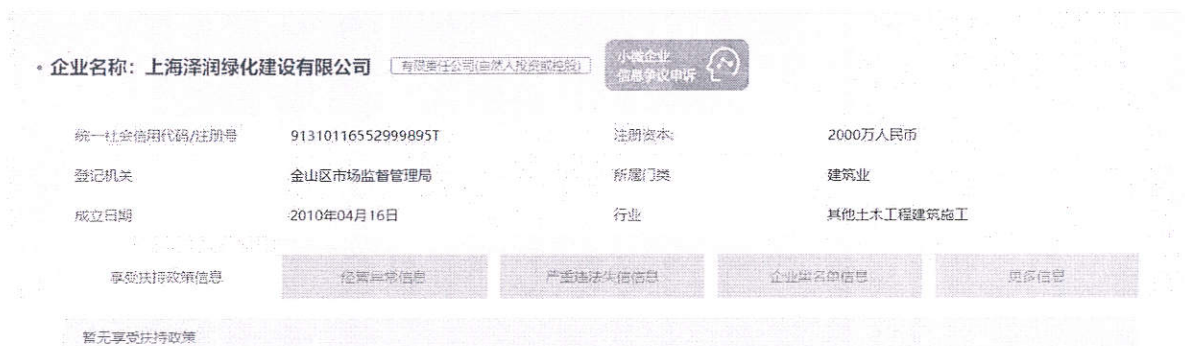 • 企业名称：上海泽润绿化建设有限公司 有限责任公司(自然人投资或控股) 小微企业
信息争议申诉
统一社会信用代码/注册号 91310116552999895T 注册资本: 2000万人民币
登记机关 金山区市场监督管理局 所属门类 建筑业
成立日期 2010年04月16日 行业 其他土木工程建筑施工
享受扶持政策信息 经营异常信息 严重违法失信信息 企业黑名单信息 更多信息
暂无享受扶持政策